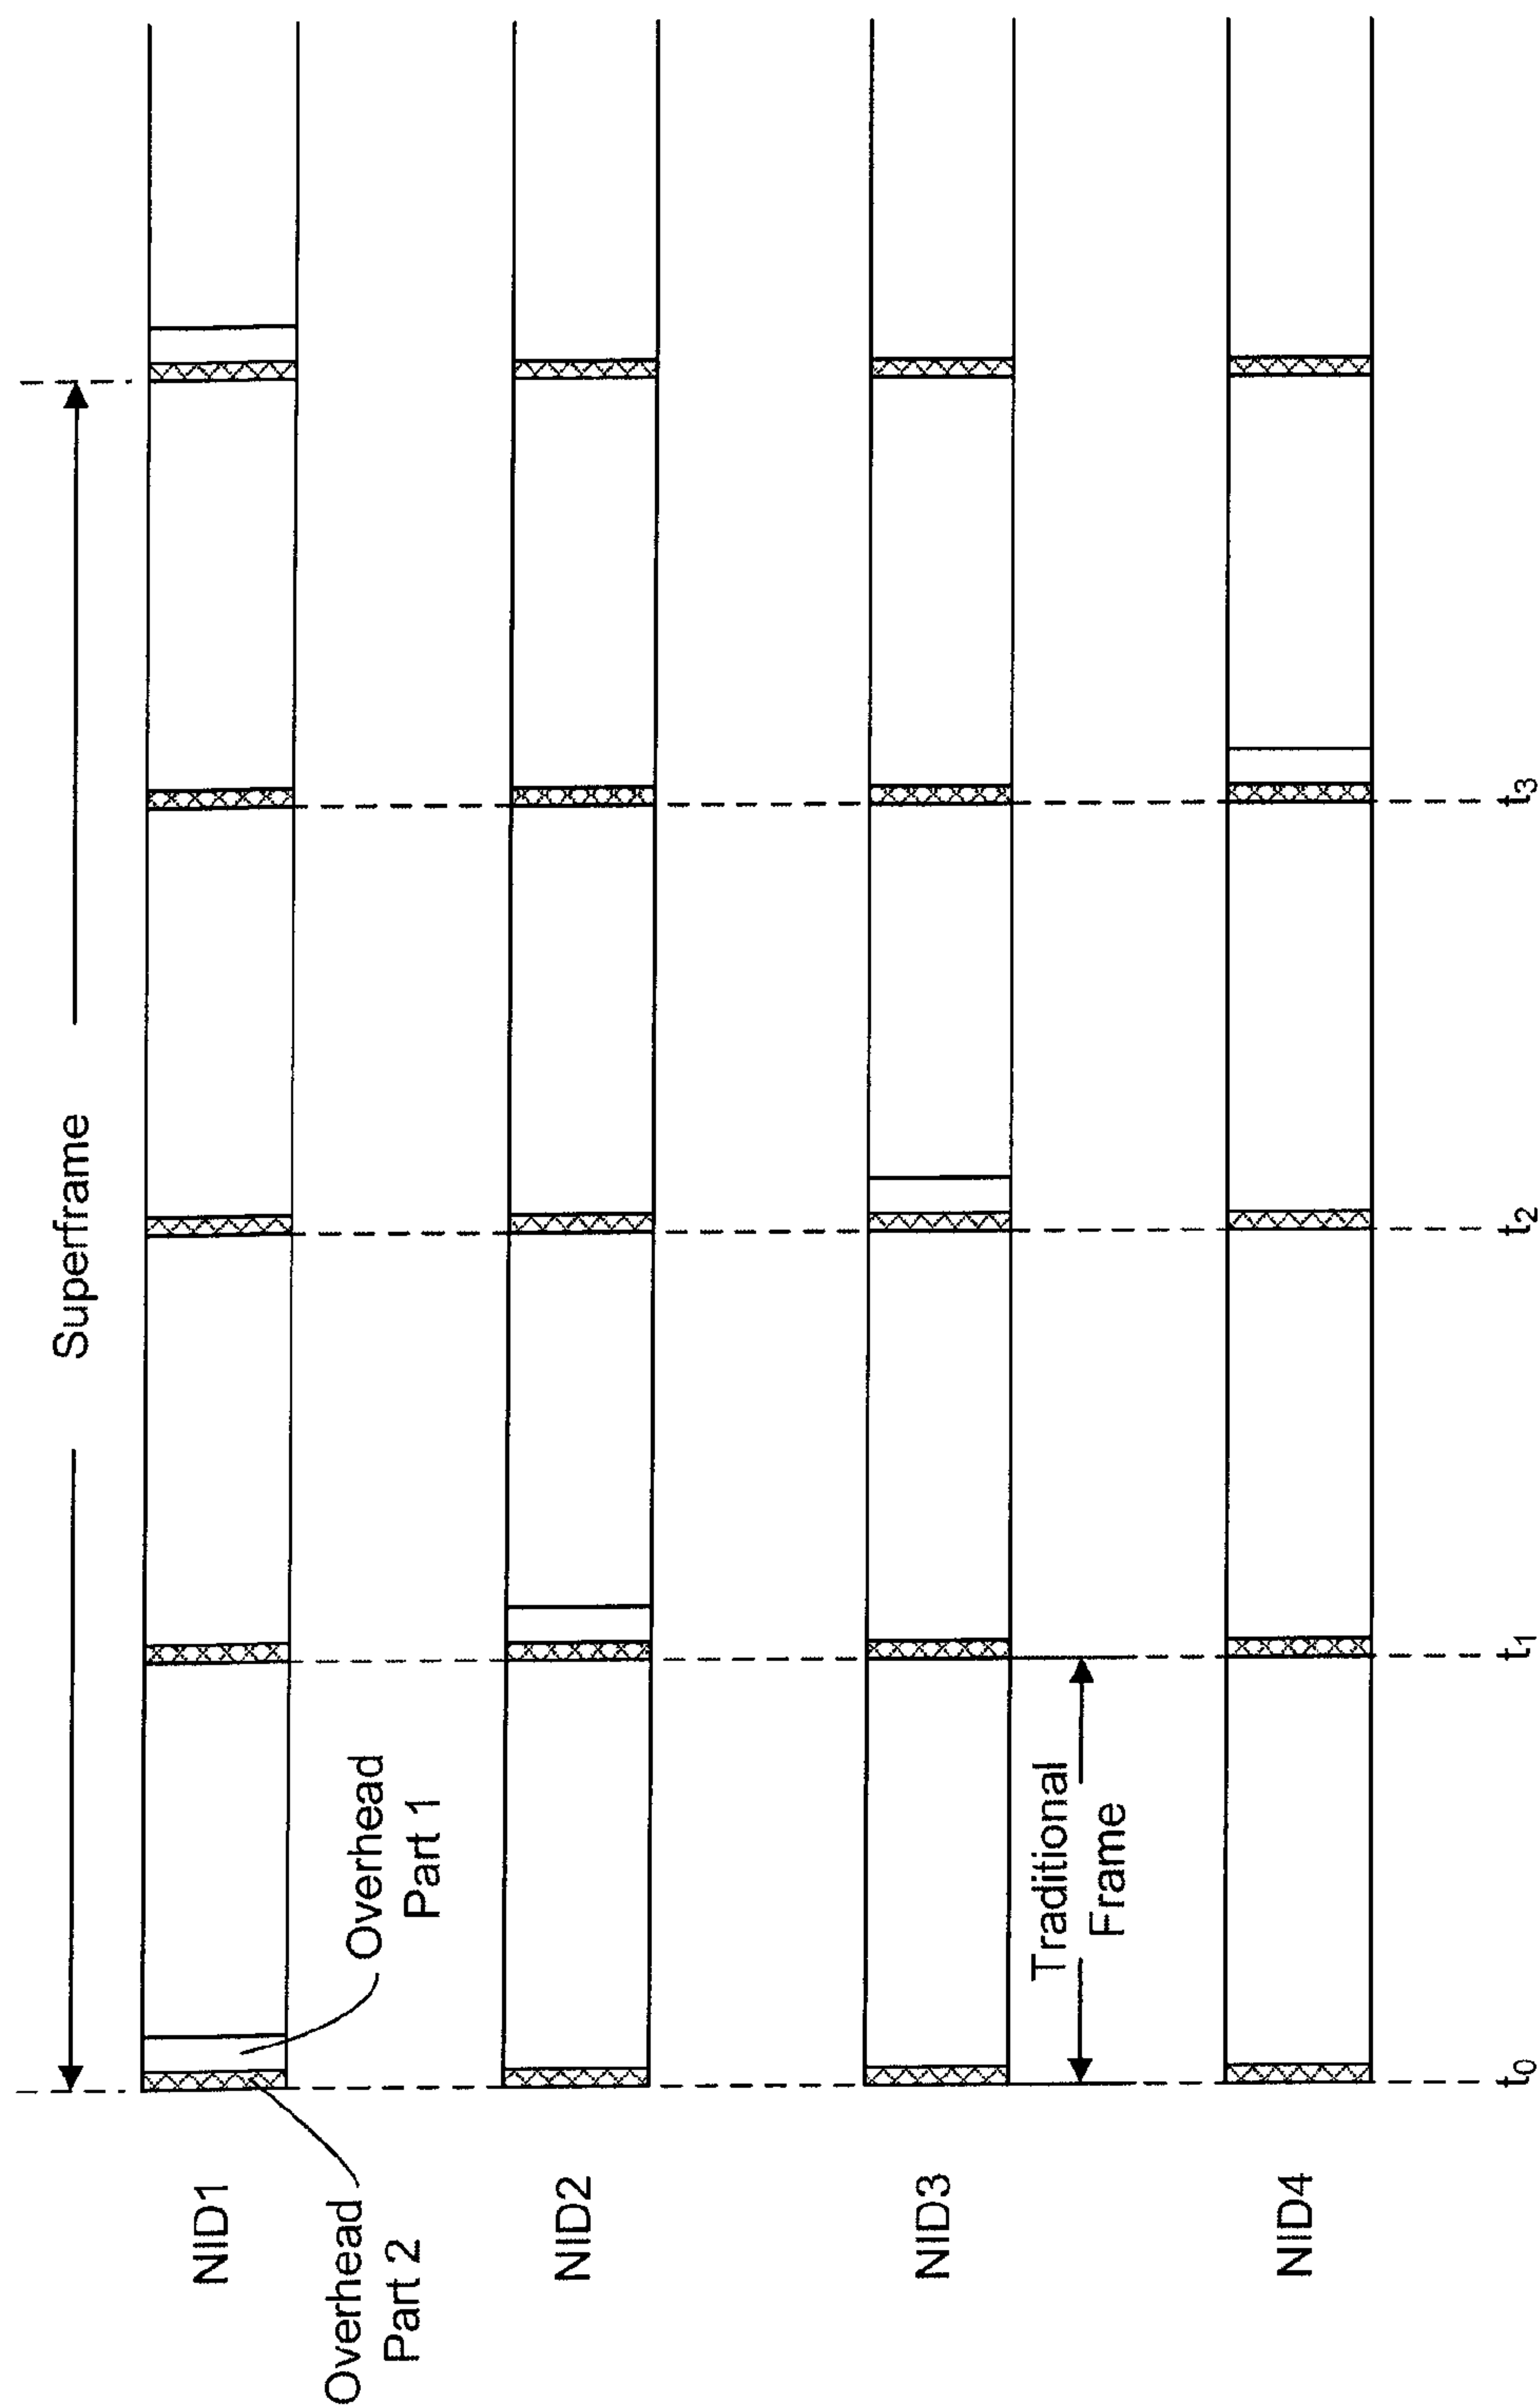 Superframe
NID1
Overhead
Part 1
Overhead
Part 2
NID2
NID3
Traditional
Frame
NID4
t0
t1
t2
t3